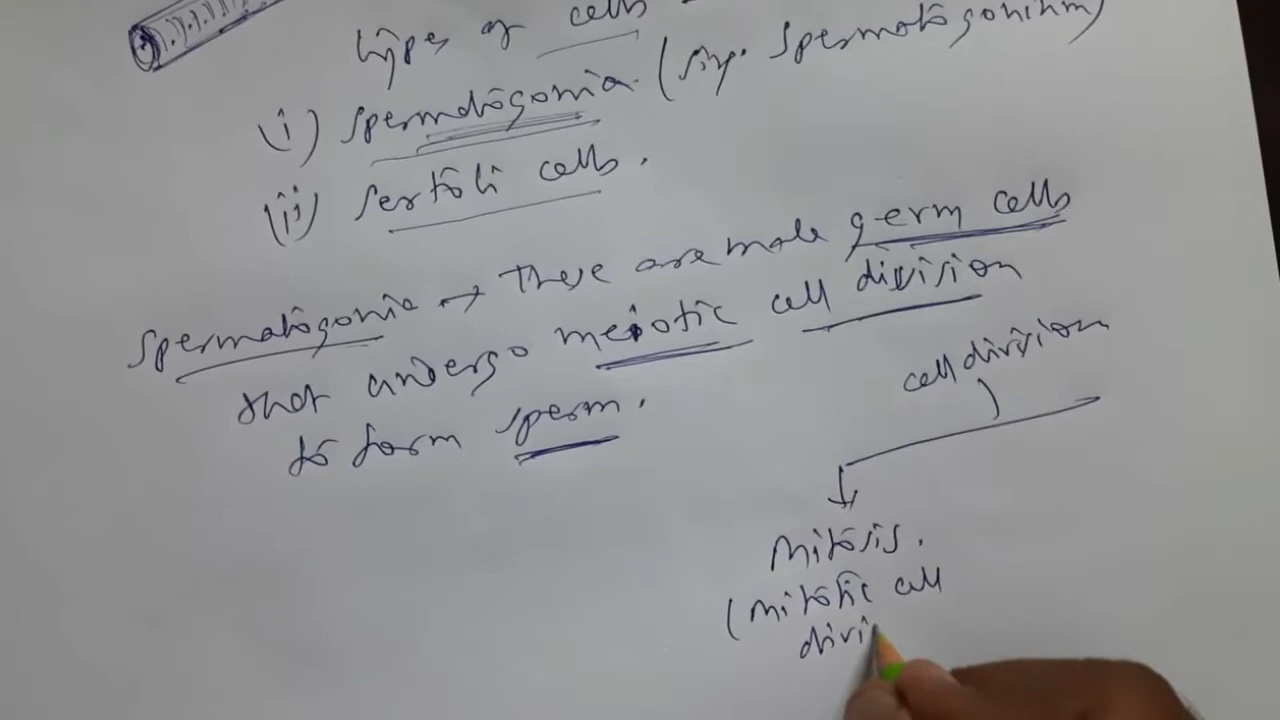 types of cells
(i) spermatogonia. (sing. spermatogonium)
(ii) sertoli cells.
spermatogonia → These are male germ cells
that undergo meiotic cell division
to form sperm.
cell division
Mitosis.
(Mitotic cell
divi